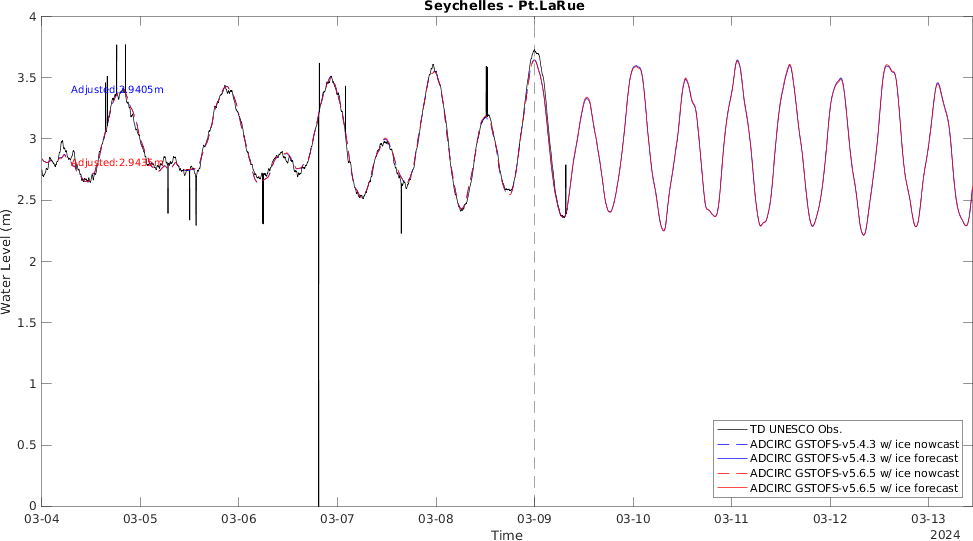 Seychelles - Pt.LaRue
4
3.5
3
2.5
2
1.5
1
0.5
0
Water Level (m)
Adjusted:2.9405m
Adjusted:2.9435m
TD UNESCO Obs.
ADCIRC GSTOFS-v5.4.3 w/ ice nowcast
ADCIRC GSTOFS-v5.4.3 w/ ice forecast
ADCIRC GSTOFS-v5.6.5 w/ ice nowcast
ADCIRC GSTOFS-v5.6.5 w/ ice forecast
03-04 03-05 03-06 03-07 03-08 03-09 03-10 03-11 03-12 03-13
Time
2024